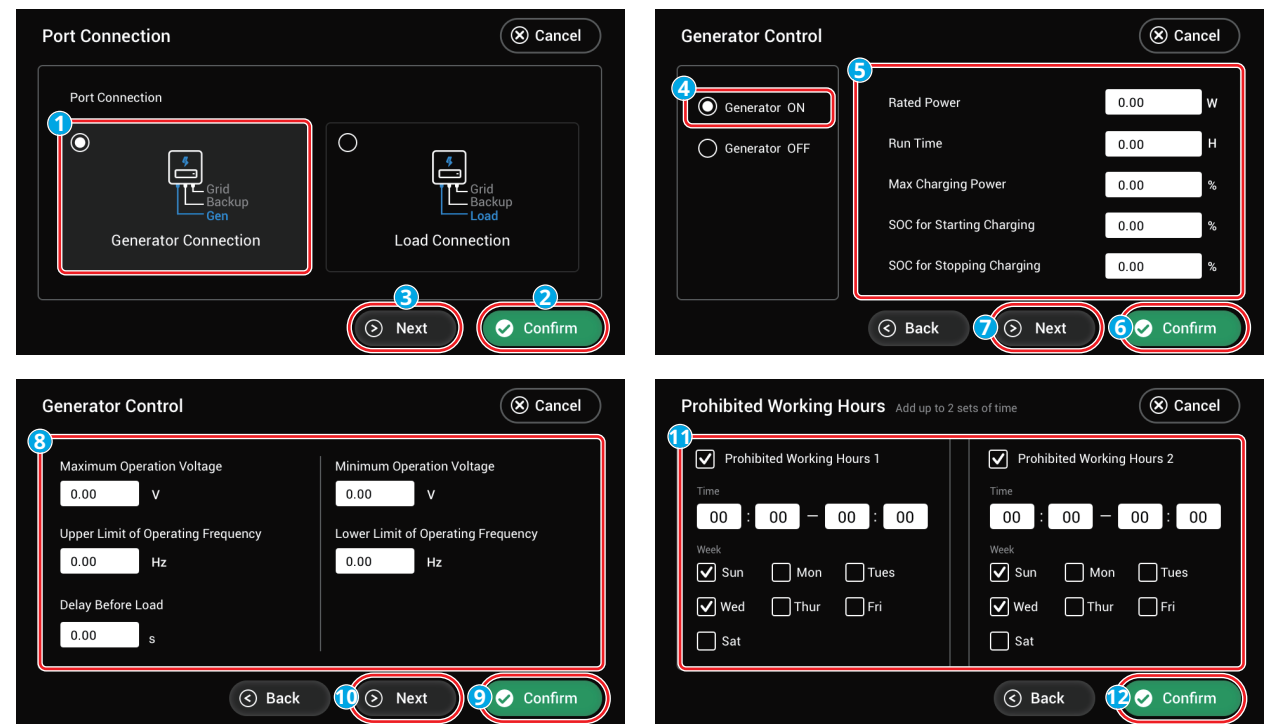 Port Connection
Cancel
Port Connection
1
Grid
Backup
Gen
Generator Connection
Grid
Backup
Load
Load Connection
3
Next
2
Confirm
Generator Control
Cancel
4
Generator ON
Generator OFF
5
Rated Power 0.00 W
Run Time 0.00 H
Max Charging Power 0.00 %
SOC for Starting Charging 0.00 %
SOC for Stopping Charging 0.00 %
Back
7
Next
6
Confirm
Generator Control
Cancel
8
Maximum Operation Voltage
0.00 V
Minimum Operation Voltage
0.00 V
Upper Limit of Operating Frequency
0.00 Hz
Lower Limit of Operating Frequency
0.00 Hz
Delay Before Load
0.00 s
Back
10
Next
9
Confirm
Prohibited Working Hours Add up to 2 sets of time
Cancel
11
Prohibited Working Hours 1
Time
00 : 00 – 00 : 00
Week
Sun Mon Tues
Wed Thur Fri
Sat
Prohibited Working Hours 2
Time
00 : 00 – 00 : 00
Week
Sun Mon Tues
Wed Thur Fri
Sat
Back
12
Confirm